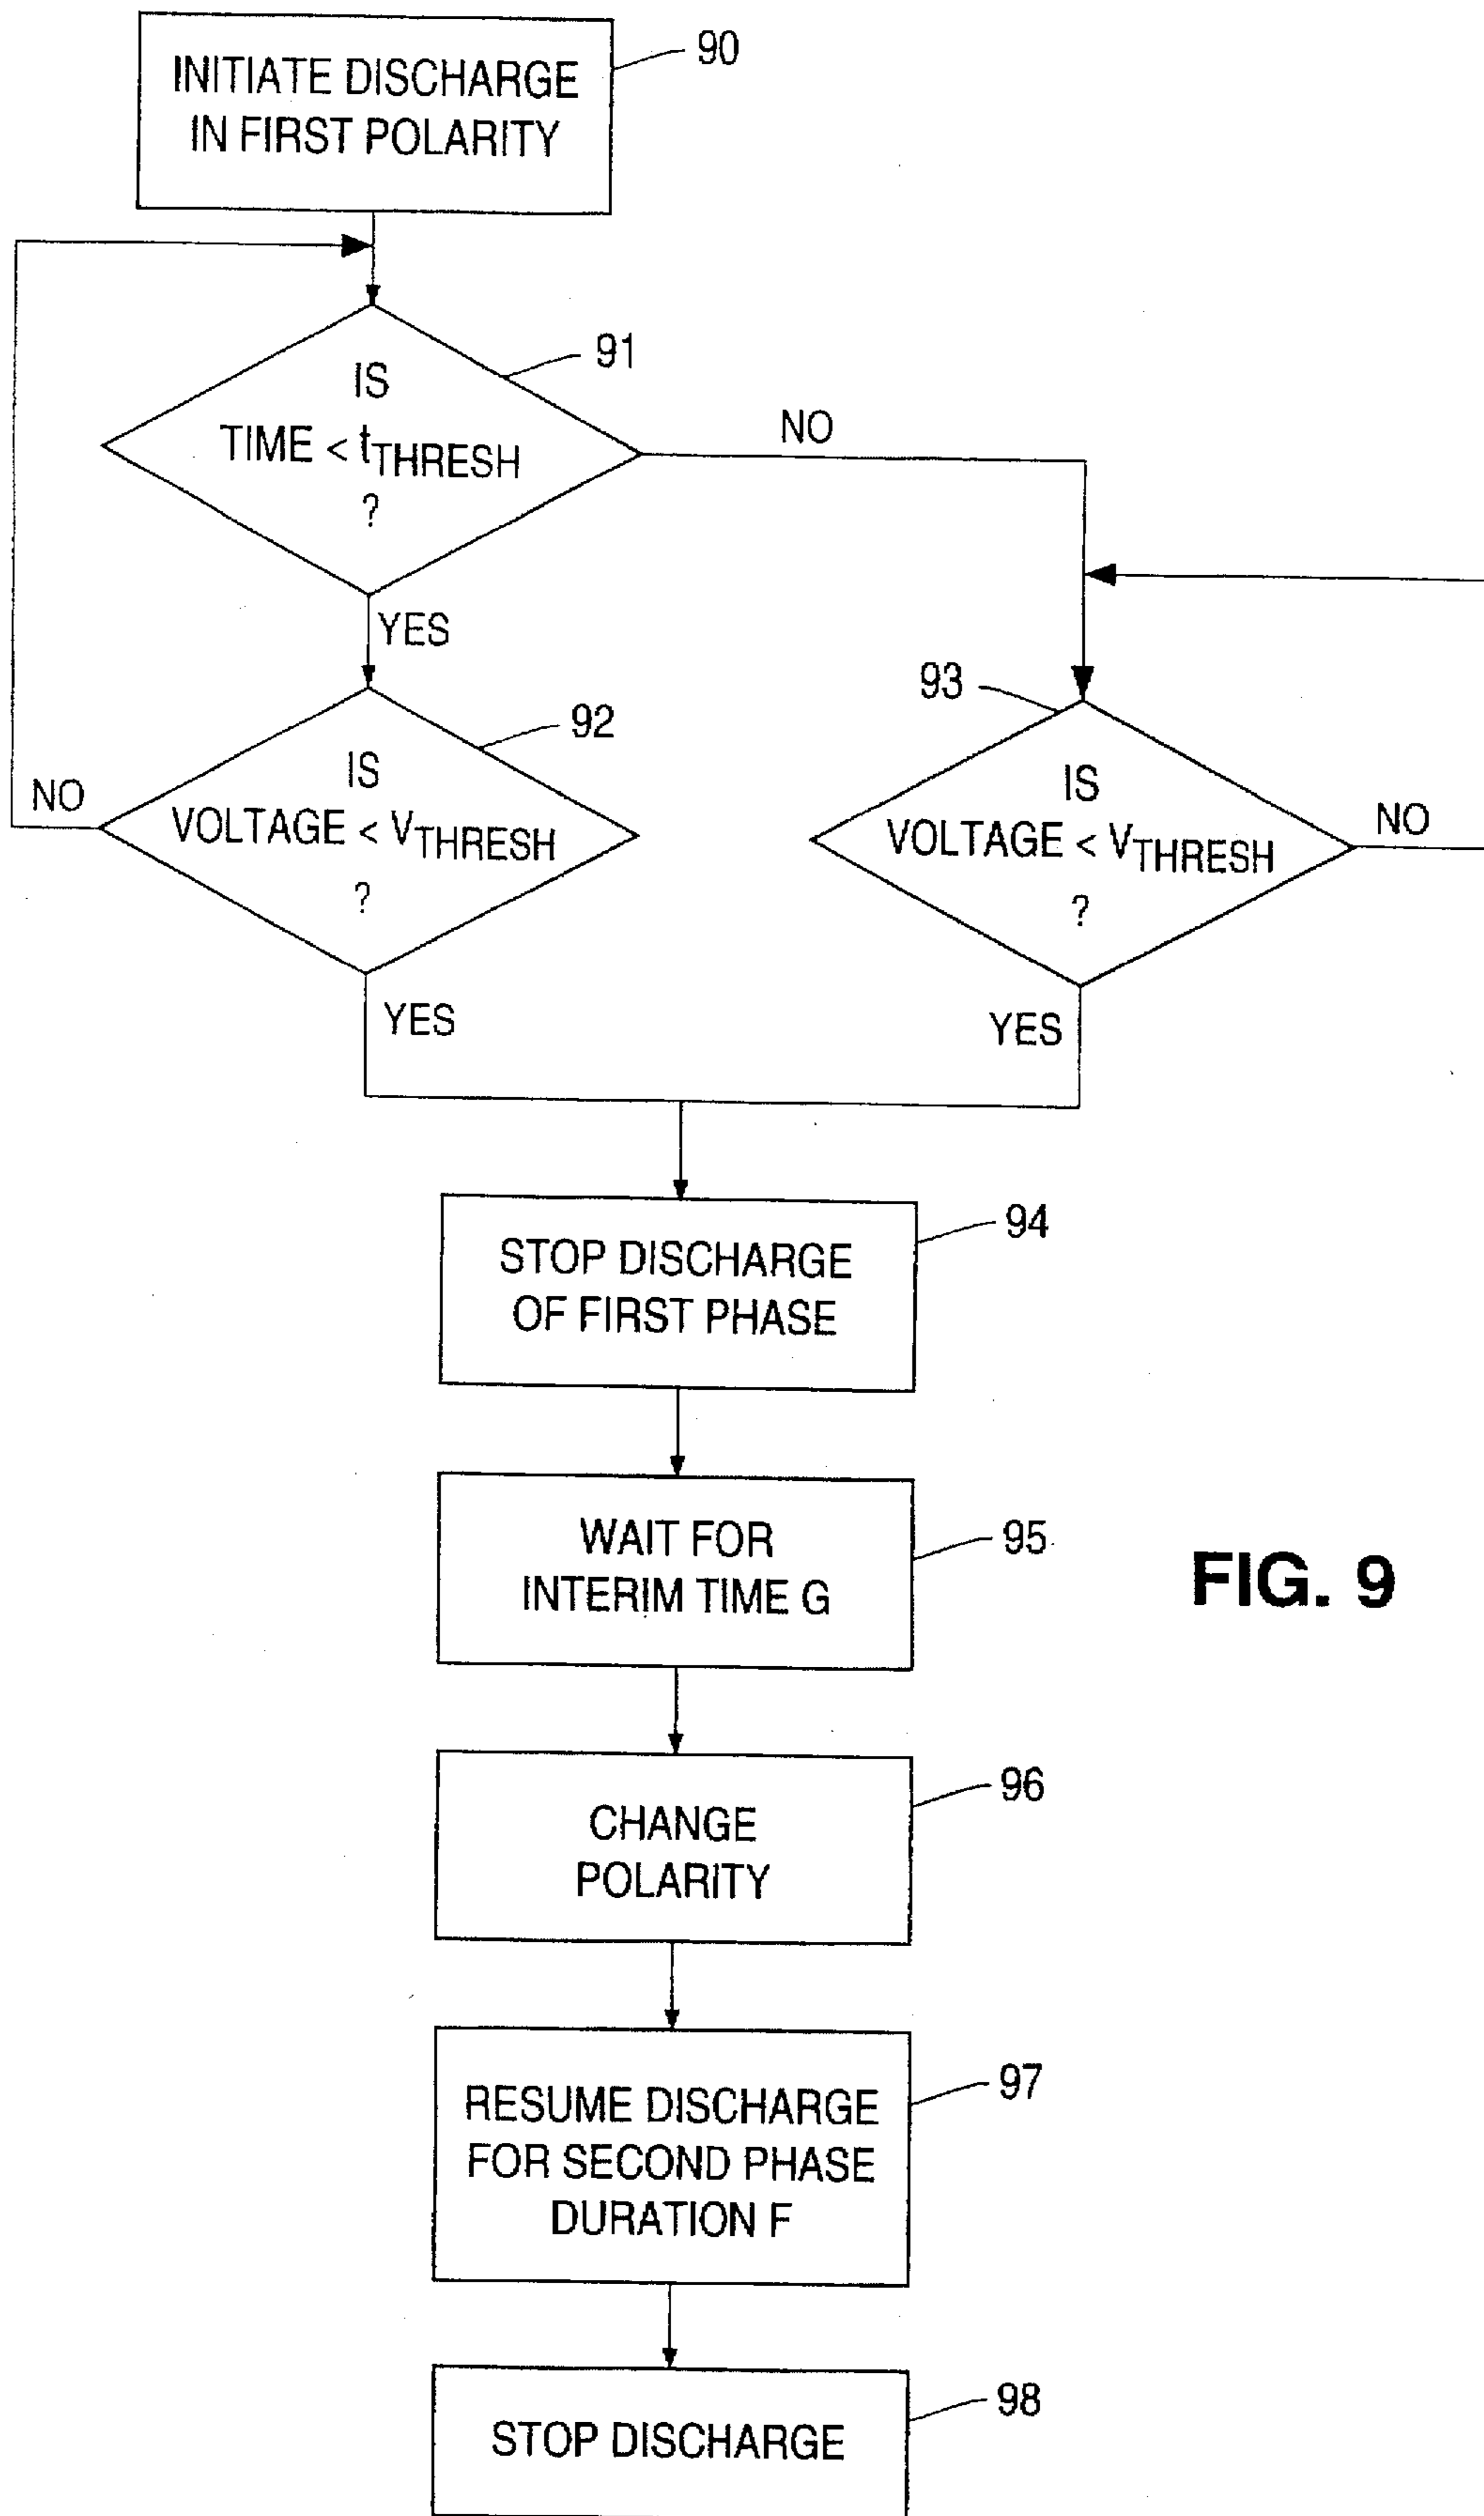 90
INITIATE DISCHARGE
IN FIRST POLARITY
91
IS
TIME < tTHRESH
?
NO
YES
92
IS
VOLTAGE < VTHRESH
?
NO
YES
93
IS
VOLTAGE < VTHRESH
?
NO
YES
94
STOP DISCHARGE
OF FIRST PHASE
95
WAIT FOR
INTERIM TIME G
FIG. 9
96
CHANGE
POLARITY
97
RESUME DISCHARGE
FOR SECOND PHASE
DURATION F
98
STOP DISCHARGE